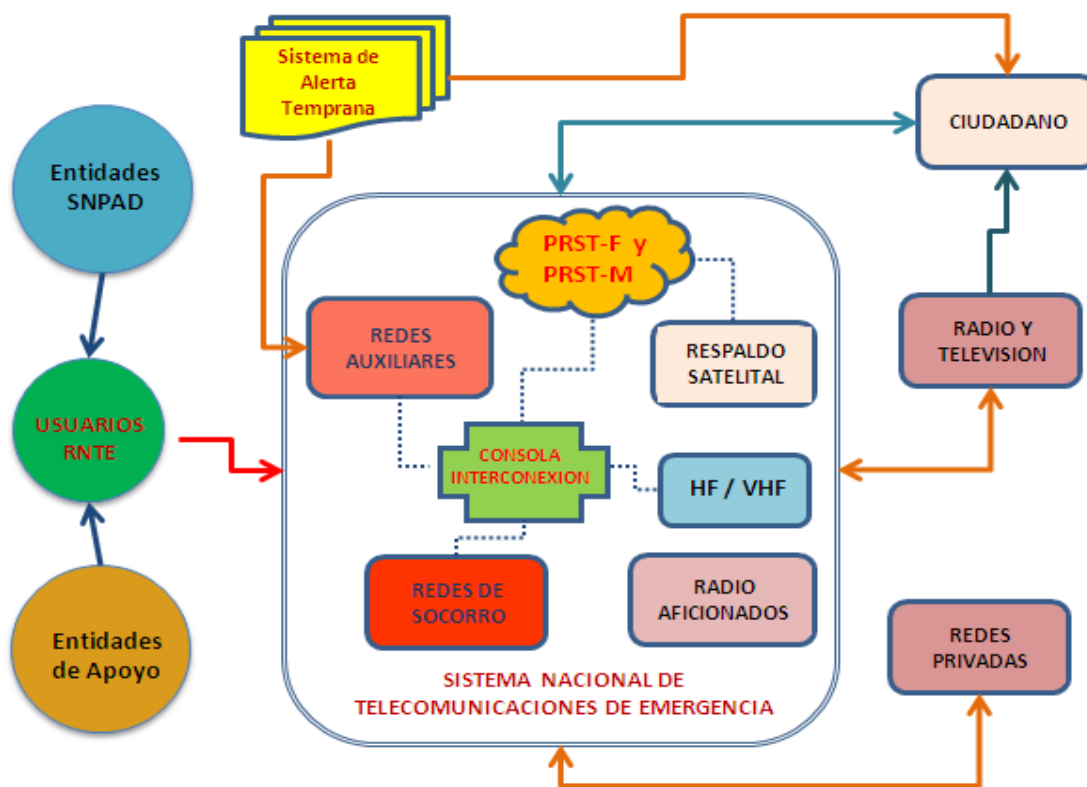 Sistema de
Alerta
Temprana
CIUDADANO
Entidades
SNPAD
PRST-F y
PRST-M
REDES
AUXILIARES
RESPALDO
SATELITAL
RADIO Y
TELEVISION
USUARIOS
RNTE
CONSOLA
INTERCONEXION
HF / VHF
REDES DE
SOCORRO
RADIO
AFICIONADOS
Entidades
de Apoyo
REDES
PRIVADAS
SISTEMA NACIONAL DE
TELECOMUNICACIONES DE EMERGENCIA